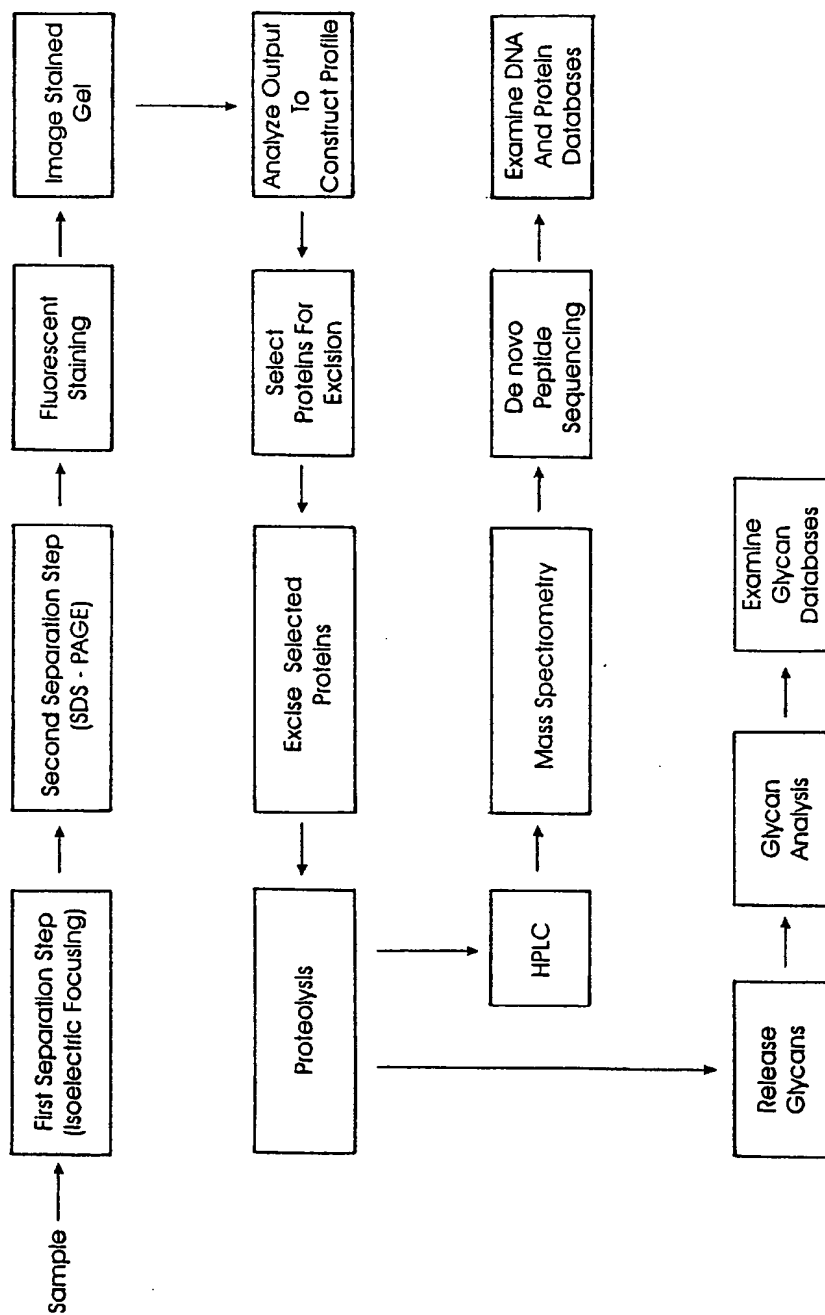 Sample
First Separation Step
(Isoelectric Focusing)
Second Separation Step
(SDS - PAGE)
Fluorescent
Staining
Image Stained
Gel
Analyze Output
To
Construct Profile
Select
Proteins For
Excision
Excise Selected
Proteins
Proteolysis
HPLC
Mass Spectrometry
De novo
Peptide
Sequencing
Examine DNA
And Protein
Databases
Release
Glycans
Glycan
Analysis
Examine
Glycan
Databases